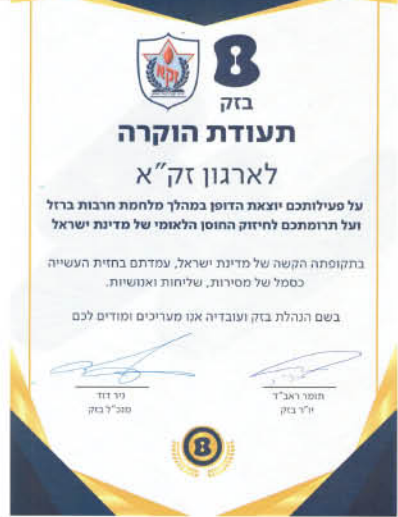 זקא
בזק
תעודת הוקרה
לארגון זק"א
על פעילותכם יוצאת הדופן במהלך מלחמת חרבות ברזל
ועל תרומתכם לחיזוק החוסן הלאומי של מדינת ישראל
בתקופתה הקשה של מדינת ישראל, עמדתם בחזית העשייה
כסמל של מסירות, שליחות ואנושיות.
בשם הנהלת בזק ועובדיה אנו מעריכים ומודים לכם
תומר ראב"ד
יו"ר בזק
ניר דוד
מנכ"ל בזק